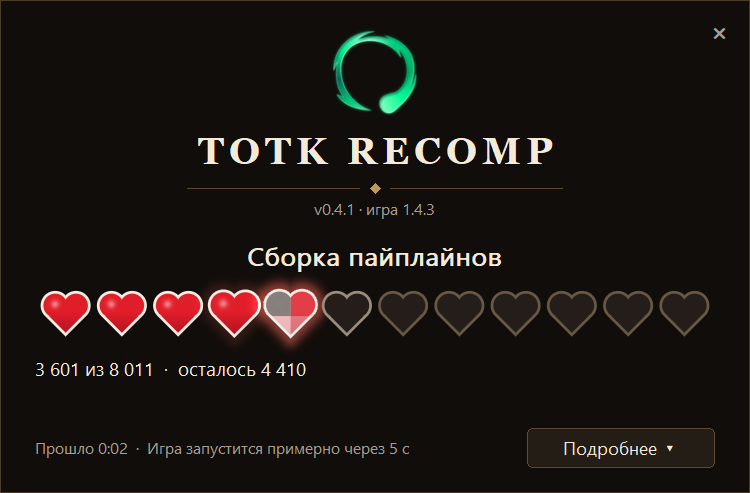 TOTK RECOMP
v0.4.1 · игра 1.4.3
Сборка пайплайнов
3 601 из 8 011 · осталось 4 410
Прошло 0:02 · Игра запустится примерно через 5 с
Подробнее